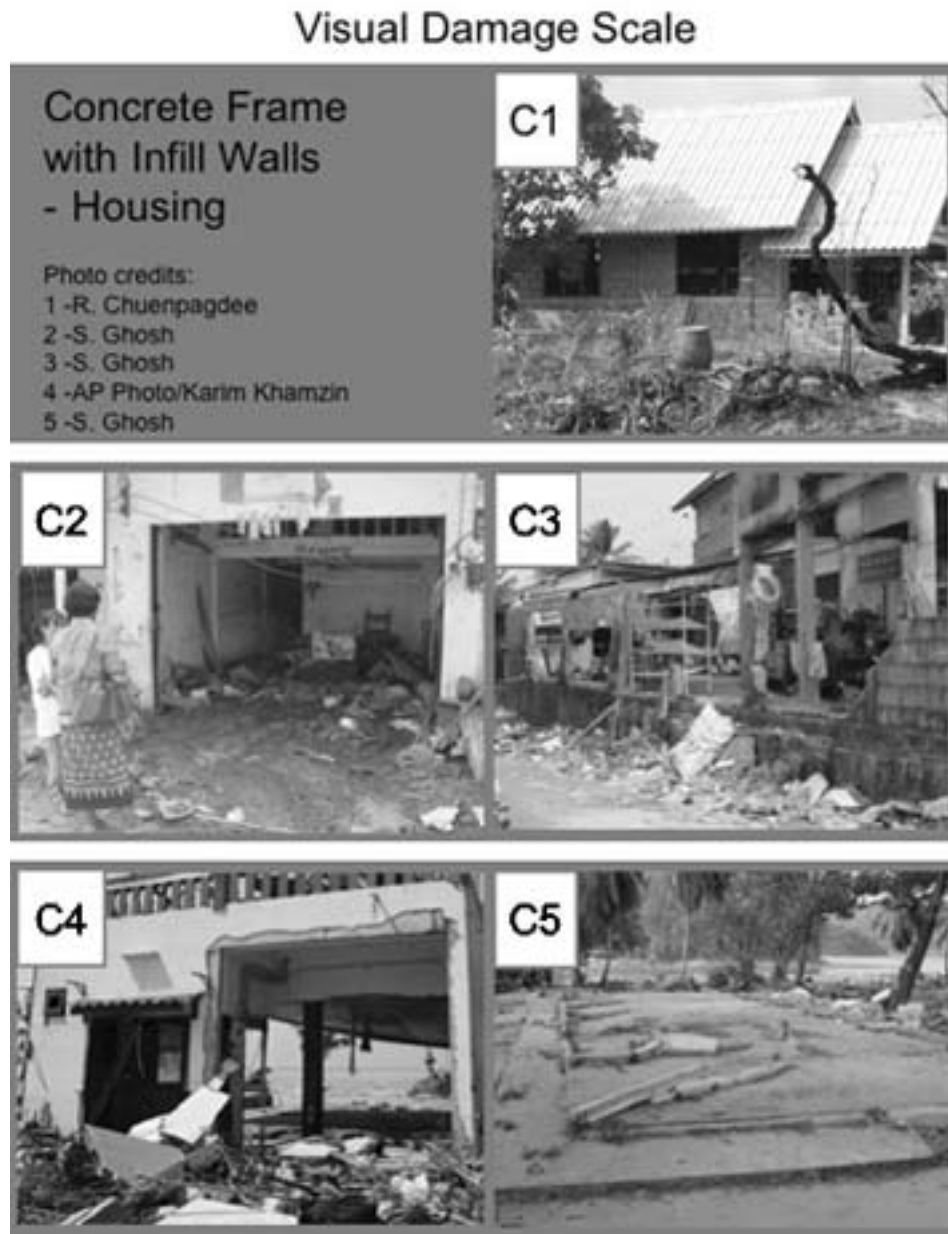 Visual Damage Scale
Concrete Frame
with Infill Walls
- Housing
Photo credits:
1 -R. Chuenpagdee
2 -S. Ghosh
3 -S. Ghosh
4 -AP Photo/Karim Khamzin
5 -S. Ghosh
C1
C2
C3
C4
C5